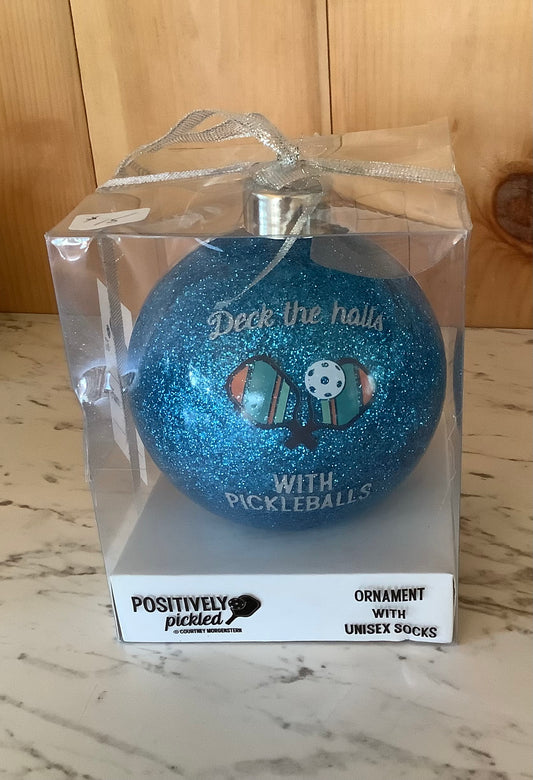 Deck the halls
WITH
PICKLEBALLS
POSITIVELY
pickled
© COURTNEY MORGENSTERN
ORNAMENT
WITH
UNISEX SOCKS